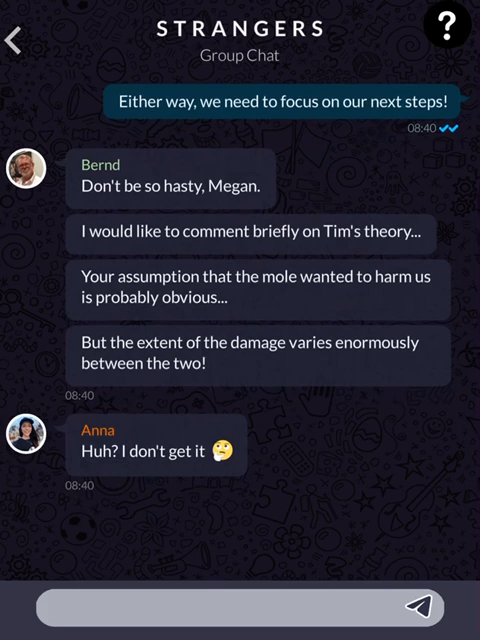 STRANGERS
Group Chat
?
Either way, we need to focus on our next steps!
08:40
Bernd
Don't be so hasty, Megan.
I would like to comment briefly on Tim's theory...
Your assumption that the mole wanted to harm us
is probably obvious...
But the extent of the damage varies enormously
between the two!
08:40
Anna
Huh? I don't get it 🤔
08:40